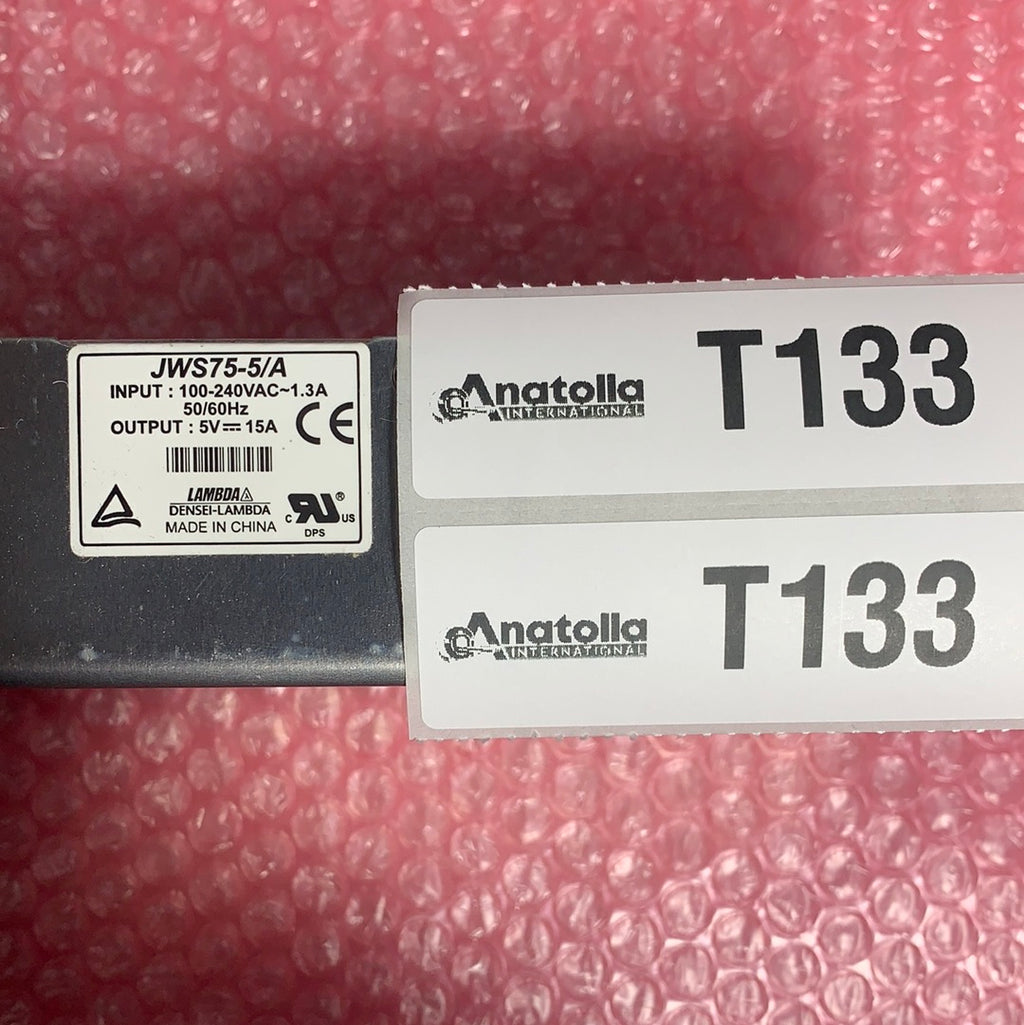 JWS75-5/A
INPUT : 100-240VAC~1.3A
50/60Hz
OUTPUT : 5V⎓ 15A
CE
LAMBDA
DENSEI-LAMBDA
MADE IN CHINA
C RU ® US
DPS
Anatolla
INTERNATIONAL
T133
Anatolla
INTERNATIONAL
T133